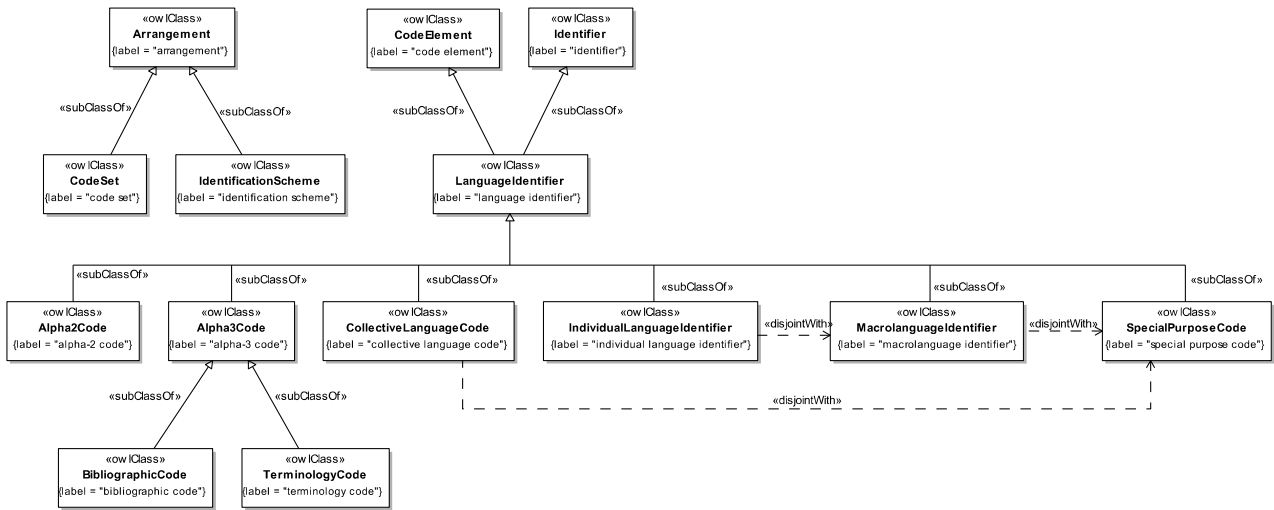 «owlClass»
Arrangement
{label = "arrangement"}
«owlClass»
CodeElement
{label = "code element"}
«owlClass»
Identifier
{label = "identifier"}
«subClassOf»
«subClassOf»
«subClassOf»
«subClassOf»
«owlClass»
CodeSet
{label = "code set"}
«owlClass»
IdentificationScheme
{label = "identification scheme"}
«owlClass»
LanguageIdentifier
{label = "language identifier"}
«subClassOf»
«subClassOf»
«subClassOf»
«subClassOf»
«subClassOf»
«subClassOf»
«owlClass»
Alpha2Code
{label = "alpha-2 code"}
«owlClass»
Alpha3Code
{label = "alpha-3 code"}
«owlClass»
CollectiveLanguageCode
{label = "collective language code"}
«owlClass»
IndividualLanguageIdentifier
{label = "individual language identifier"}
«disjointWith»
«owlClass»
MacrolanguageIdentifier
{label = "macrolanguage identifier"}
«disjointWith»
«owlClass»
SpecialPurposeCode
{label = "special purpose code"}
«subClassOf»
«subClassOf»
«disjointWith»
«owlClass»
BibliographicCode
{label = "bibliographic code"}
«owlClass»
TerminologyCode
{label = "terminology code"}